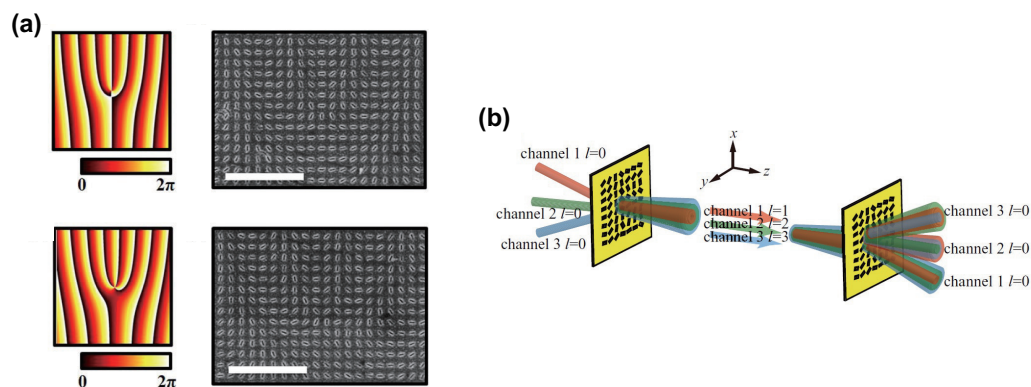 (a)
0 2π
0 2π
(b)
channel 1 l=0
channel 2 l=0
channel 3 l=0
x
y
z
channel 1 l=1
channel 2 l=2
channel 3 l=3
channel 3 l=0
channel 2 l=0
channel 1 l=0